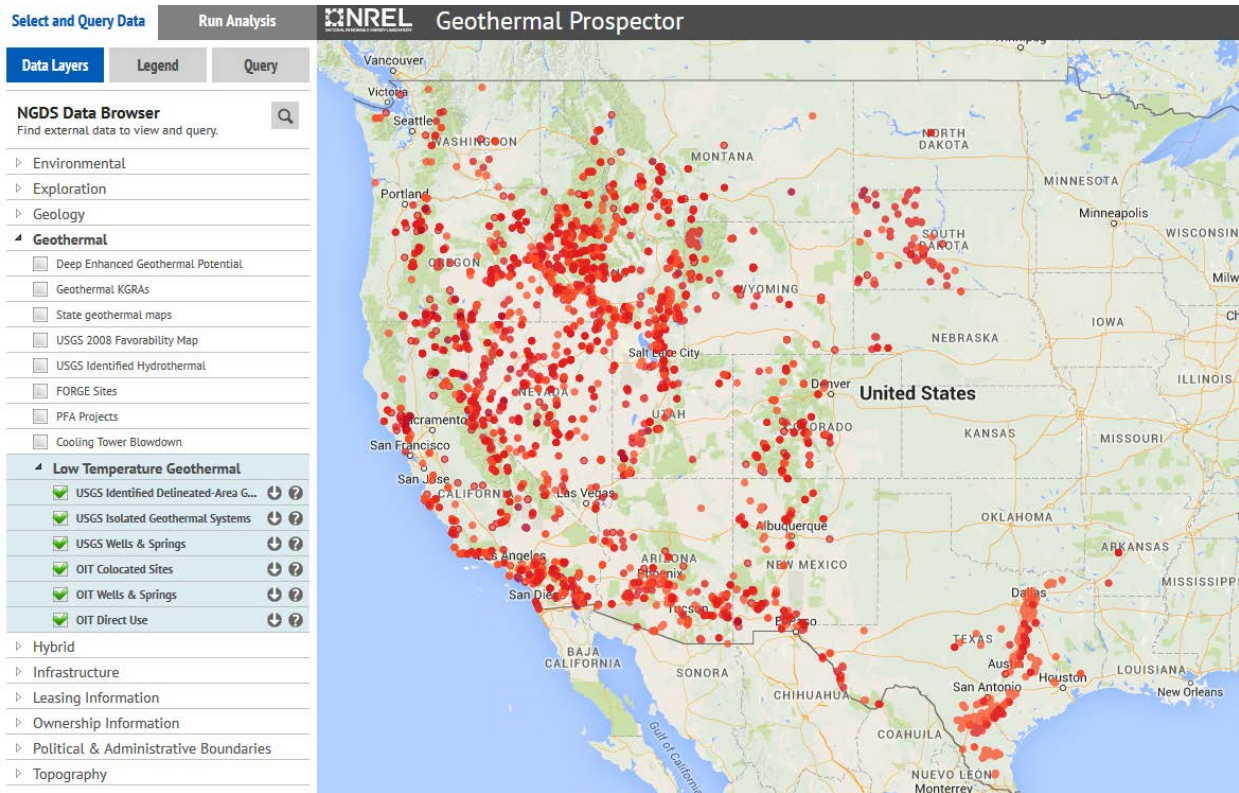 Select and Query Data
Run Analysis
NREL
NATIONAL RENEWABLE ENERGY LABORATORY
Geothermal Prospector
Data Layers
Legend
Query
NGDS Data Browser
Find external data to view and query.
Environmental
Exploration
Geology
Geothermal
Deep Enhanced Geothermal Potential
Geothermal KGRAs
State geothermal maps
USGS 2008 Favorability Map
USGS Identified Hydrothermal
FORGE Sites
PFA Projects
Cooling Tower Blowdown
Low Temperature Geothermal
USGS Identified Delineated-Area G...
USGS Isolated Geothermal Systems
USGS Wells & Springs
OIT Colocated Sites
OIT Wells & Springs
OIT Direct Use
Hybrid
Infrastructure
Leasing Information
Ownership Information
Political & Administrative Boundaries
Topography
Vancouver
Victoria
Seattle
WASHINGTON
NORTH
DAKOTA
MONTANA
MINNESOTA
Portland
Minneapolis
WISCONSIN
SOUTH
DAKOTA
OREGON
WYOMING
Milw
IOWA
Ch
NEBRASKA
Salt Lake City
ILLINOIS
Denver
United States
NEVADA
UTAH
COLORADO
Sacramento
KANSAS
MISSOURI
San Francisco
San Jose
CALIFORNIA
Las Vegas
OKLAHOMA
Albuquerque
ARKANSAS
Los Angeles
ARIZONA
NEW MEXICO
Phoenix
MISSISSIPP
San Diego
Tucson
Dallas
El Paso
TEXAS
BAJA
CALIFORNIA
SONORA
Austin
LOUISIANA
Houston
San Antonio
CHIHUAHUA
New Orleans
COAHUILA
Gulf of California
NUEVO LEON
Monterrey